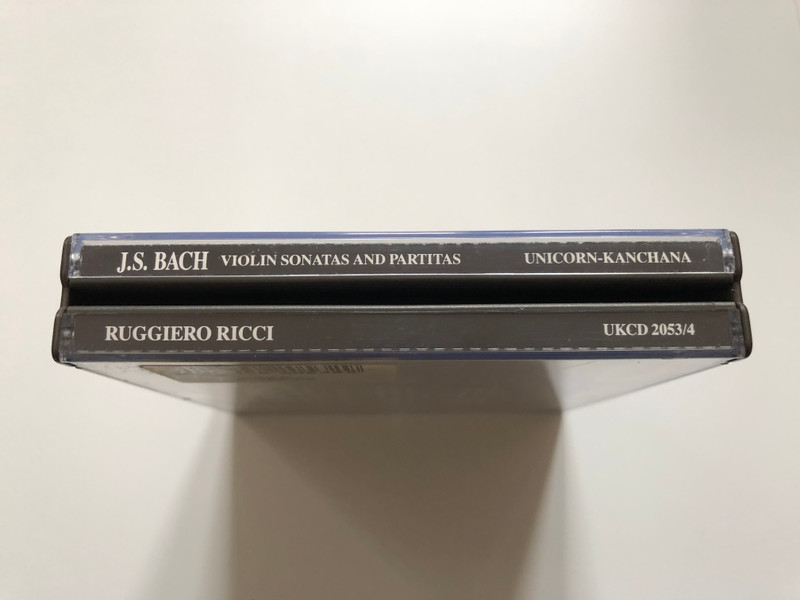 J.S. BACH VIOLIN SONATAS AND PARTITAS UNICORN-KANCHANA
RUGGIERO RICCI UKCD 2053/4